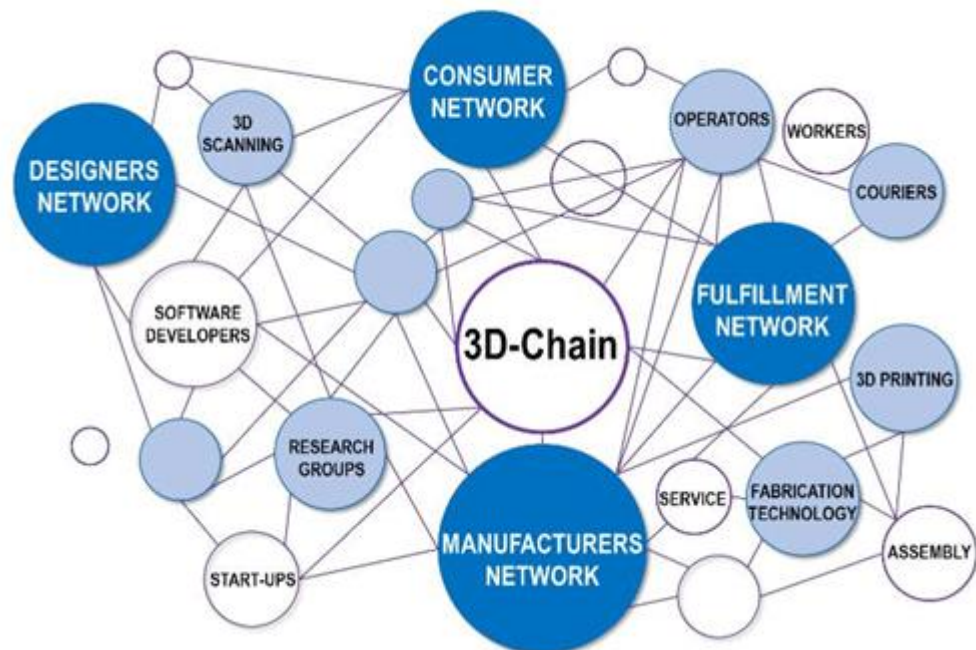 CONSUMER
NETWORK
3D
SCANNING
OPERATORS
WORKERS
DESIGNERS
NETWORK
COURIERS
SOFTWARE
DEVELOPERS
FULFILLMENT
NETWORK
3D-Chain
3D PRINTING
RESEARCH
GROUPS
SERVICE
FABRICATION
TECHNOLOGY
MANUFACTURERS
NETWORK
ASSEMBLY
START-UPS